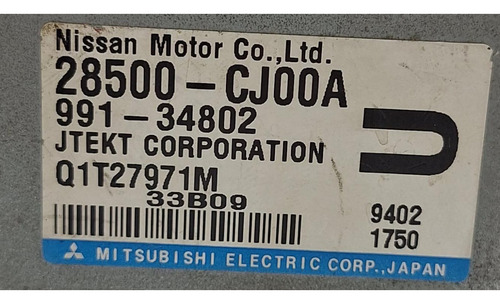 Nissan Motor Co.,Ltd.
28500-CJ00A
991-34802
JTEKT CORPORATION
Q1T27971M
33B09
9402
1750
MITSUBISHI ELECTRIC CORP.,JAPAN